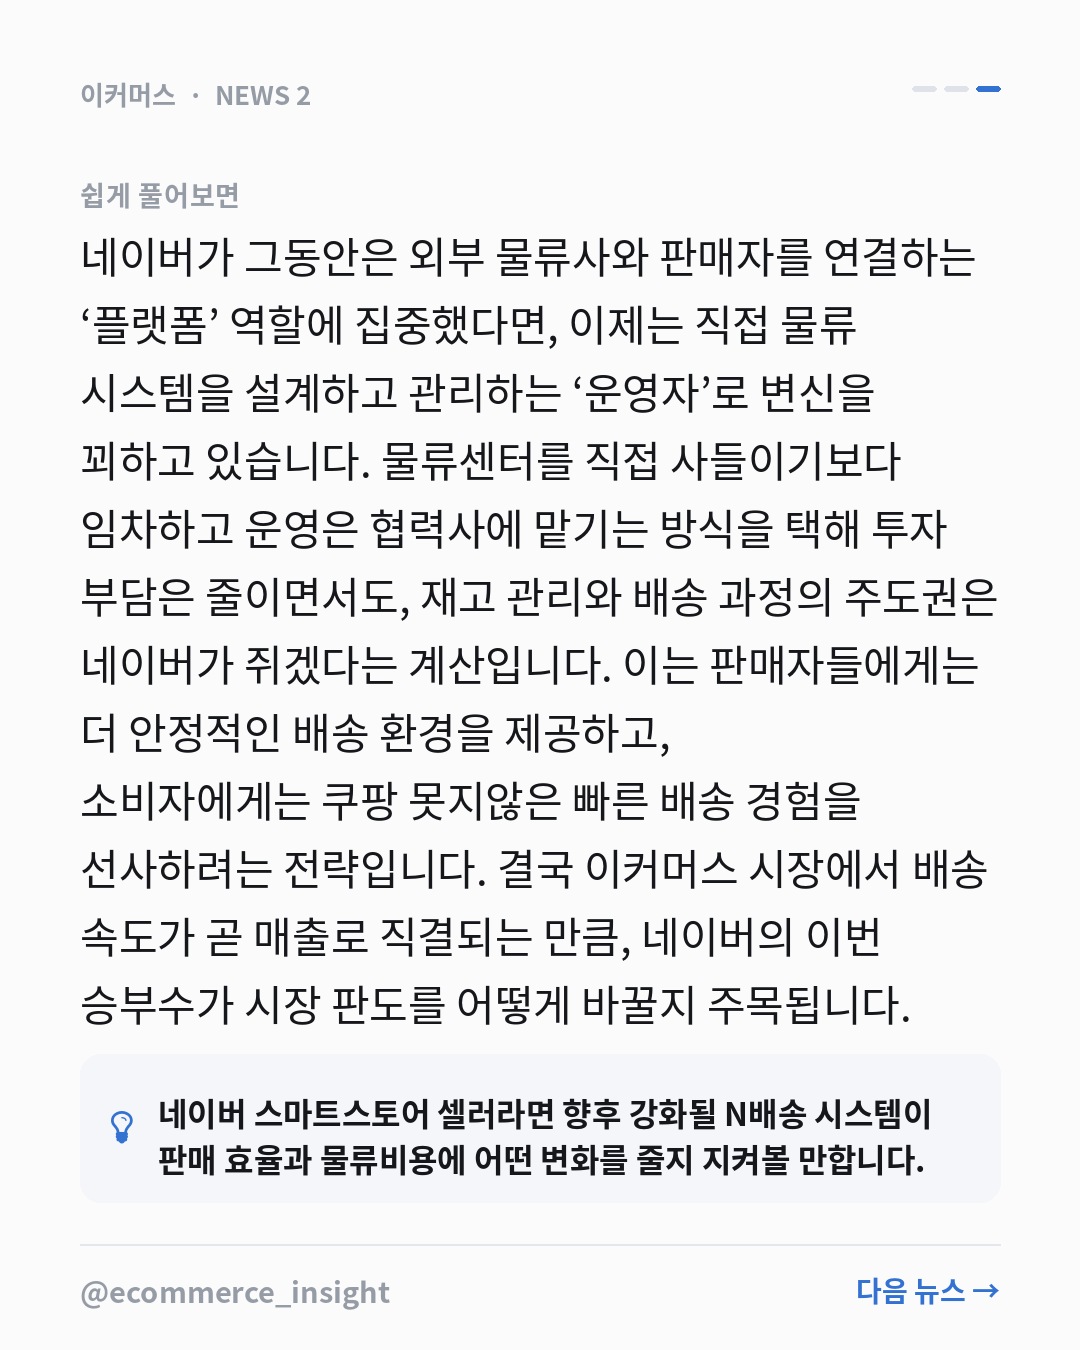 이커머스 · NEWS 2
쉽게 풀어보면
네이버가 그동안은 외부 물류사와 판매자를 연결하는
‘플랫폼’ 역할에 집중했다면, 이제는 직접 물류
시스템을 설계하고 관리하는 ‘운영자’로 변신을
꾀하고 있습니다. 물류센터를 직접 사들이기보다
임차하고 운영은 협력사에 맡기는 방식을 택해 투자
부담은 줄이면서도, 재고 관리와 배송 과정의 주도권은
네이버가 쥐겠다는 계산입니다. 이는 판매자들에게는
더 안정적인 배송 환경을 제공하고,
소비자에게는 쿠팡 못지않은 빠른 배송 경험을
선사하려는 전략입니다. 결국 이커머스 시장에서 배송
속도가 곧 매출로 직결되는 만큼, 네이버의 이번
승부수가 시장 판도를 어떻게 바꿀지 주목됩니다.
네이버 스마트스토어 셀러라면 향후 강화될 N배송 시스템이
판매 효율과 물류비용에 어떤 변화를 줄지 지켜볼 만합니다.
@ecommerce_insight
다음 뉴스 →